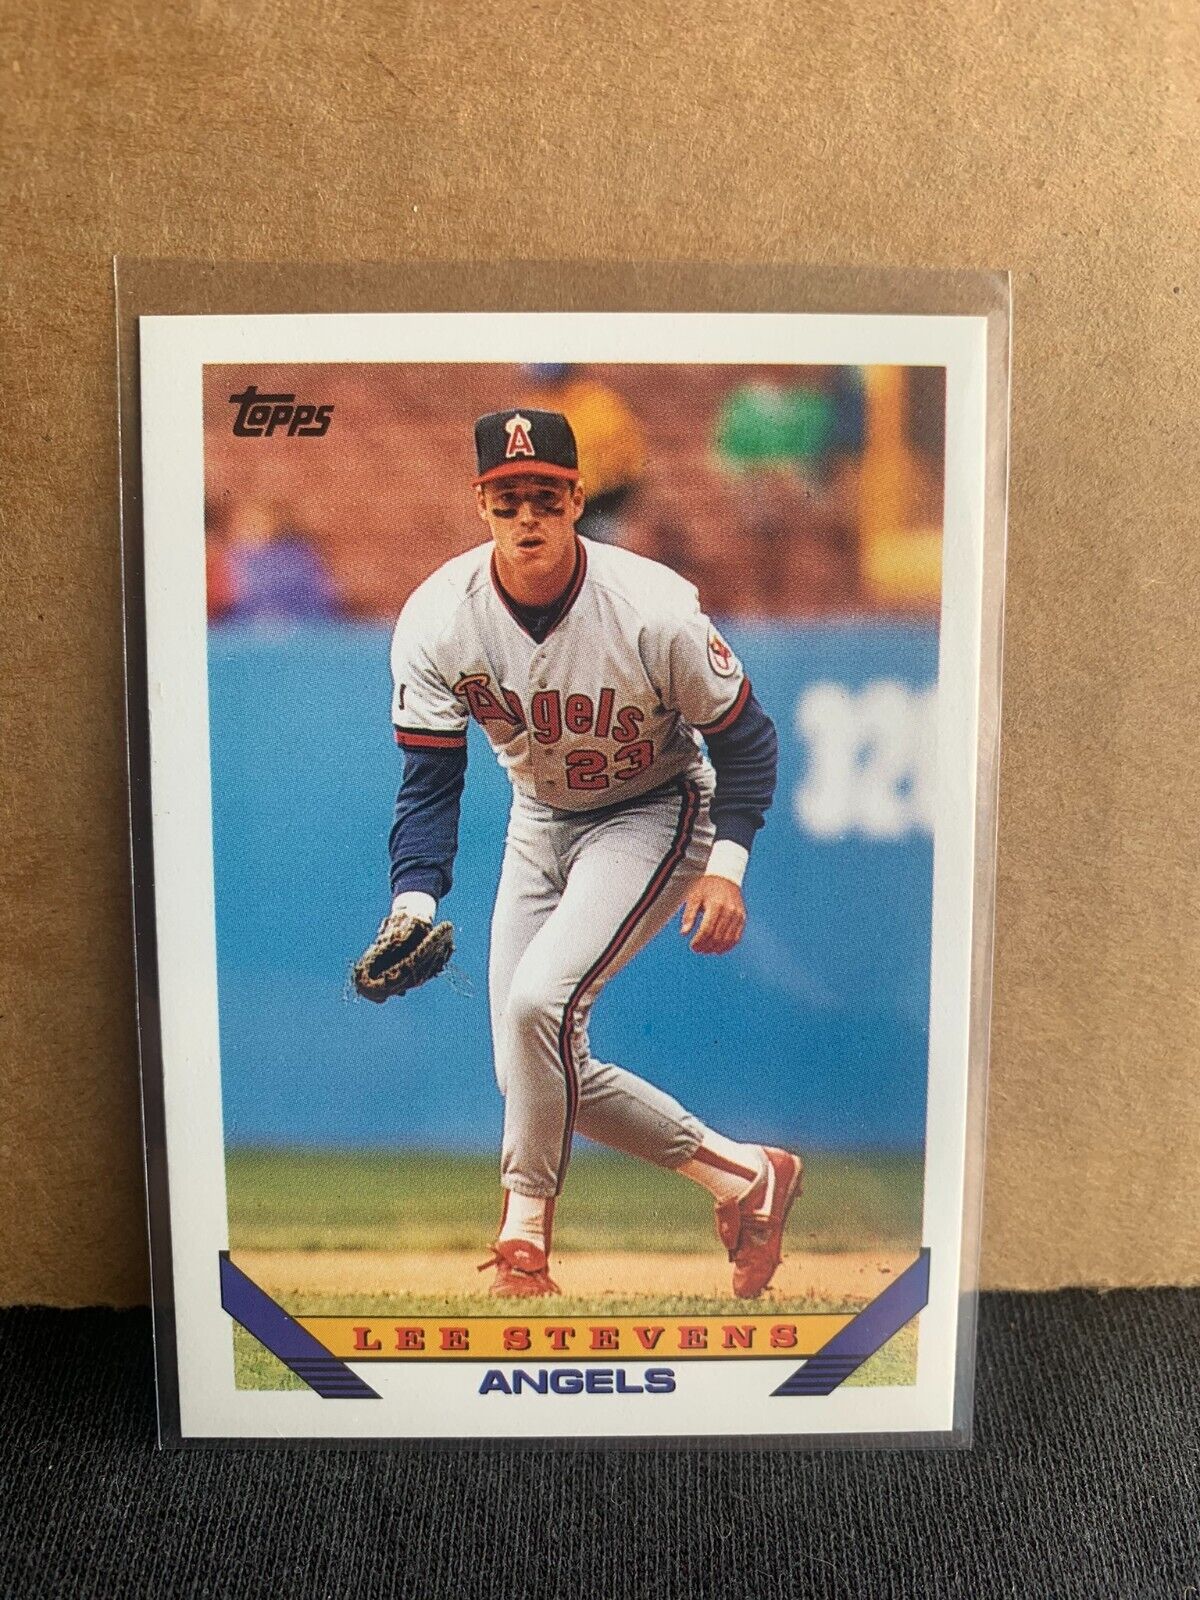 TOPPS
A
Angels
23
LEE STEVENS
ANGELS